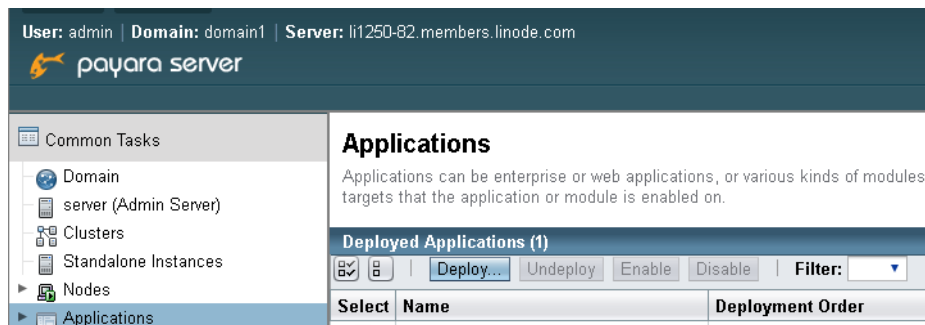 User: admin | Domain: domain1 | Server: li1250-82.members.linode.com
payara server
Common Tasks
Domain
server (Admin Server)
Clusters
Standalone Instances
Nodes
Applications
Applications
Applications can be enterprise or web applications, or various kinds of modules
targets that the application or module is enabled on.
Deployed Applications (1)
Deploy... Undeploy Enable Disable | Filter:
Select Name Deployment Order